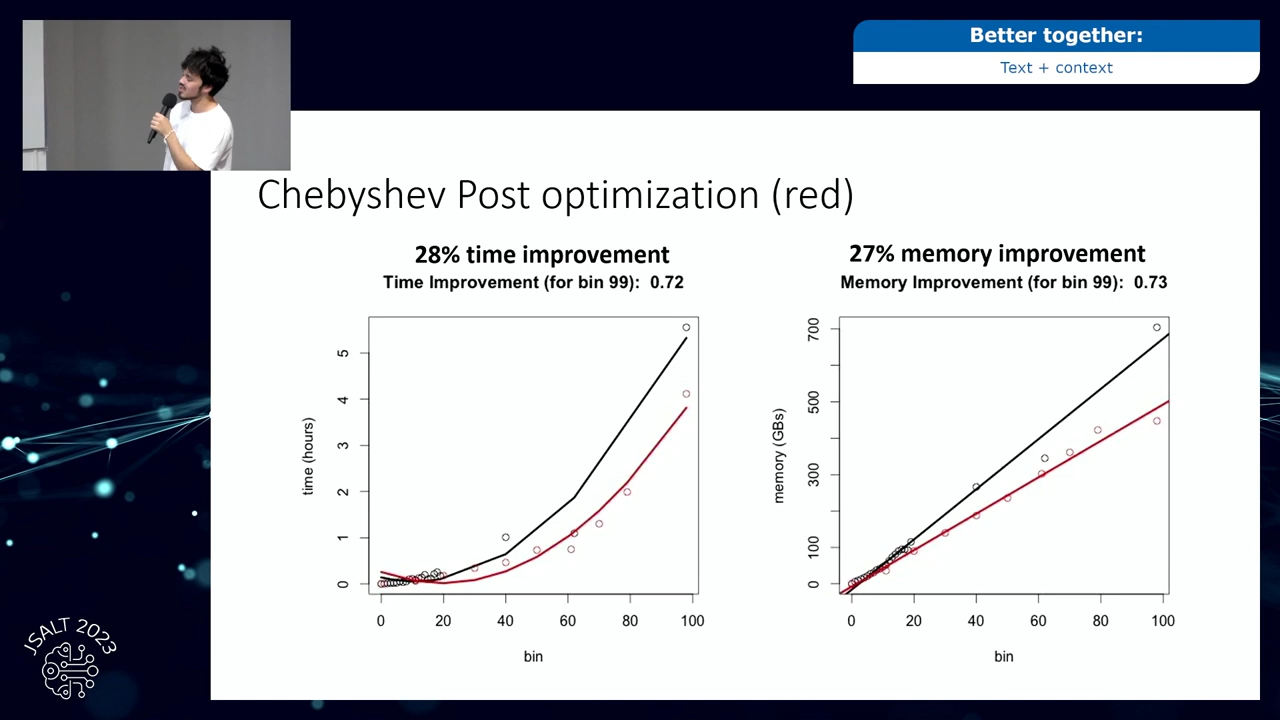 Better together:
Text + context
Chebyshev Post optimization (red)
28% time improvement
Time Improvement (for bin 99): 0.72
time (hours)
5
4
3
2
1
0
0 20 40 60 80 100
bin
27% memory improvement
Memory Improvement (for bin 99): 0.73
memory (GBs)
700
500
300
100
0
0 20 40 60 80 100
bin
JSALT 2023